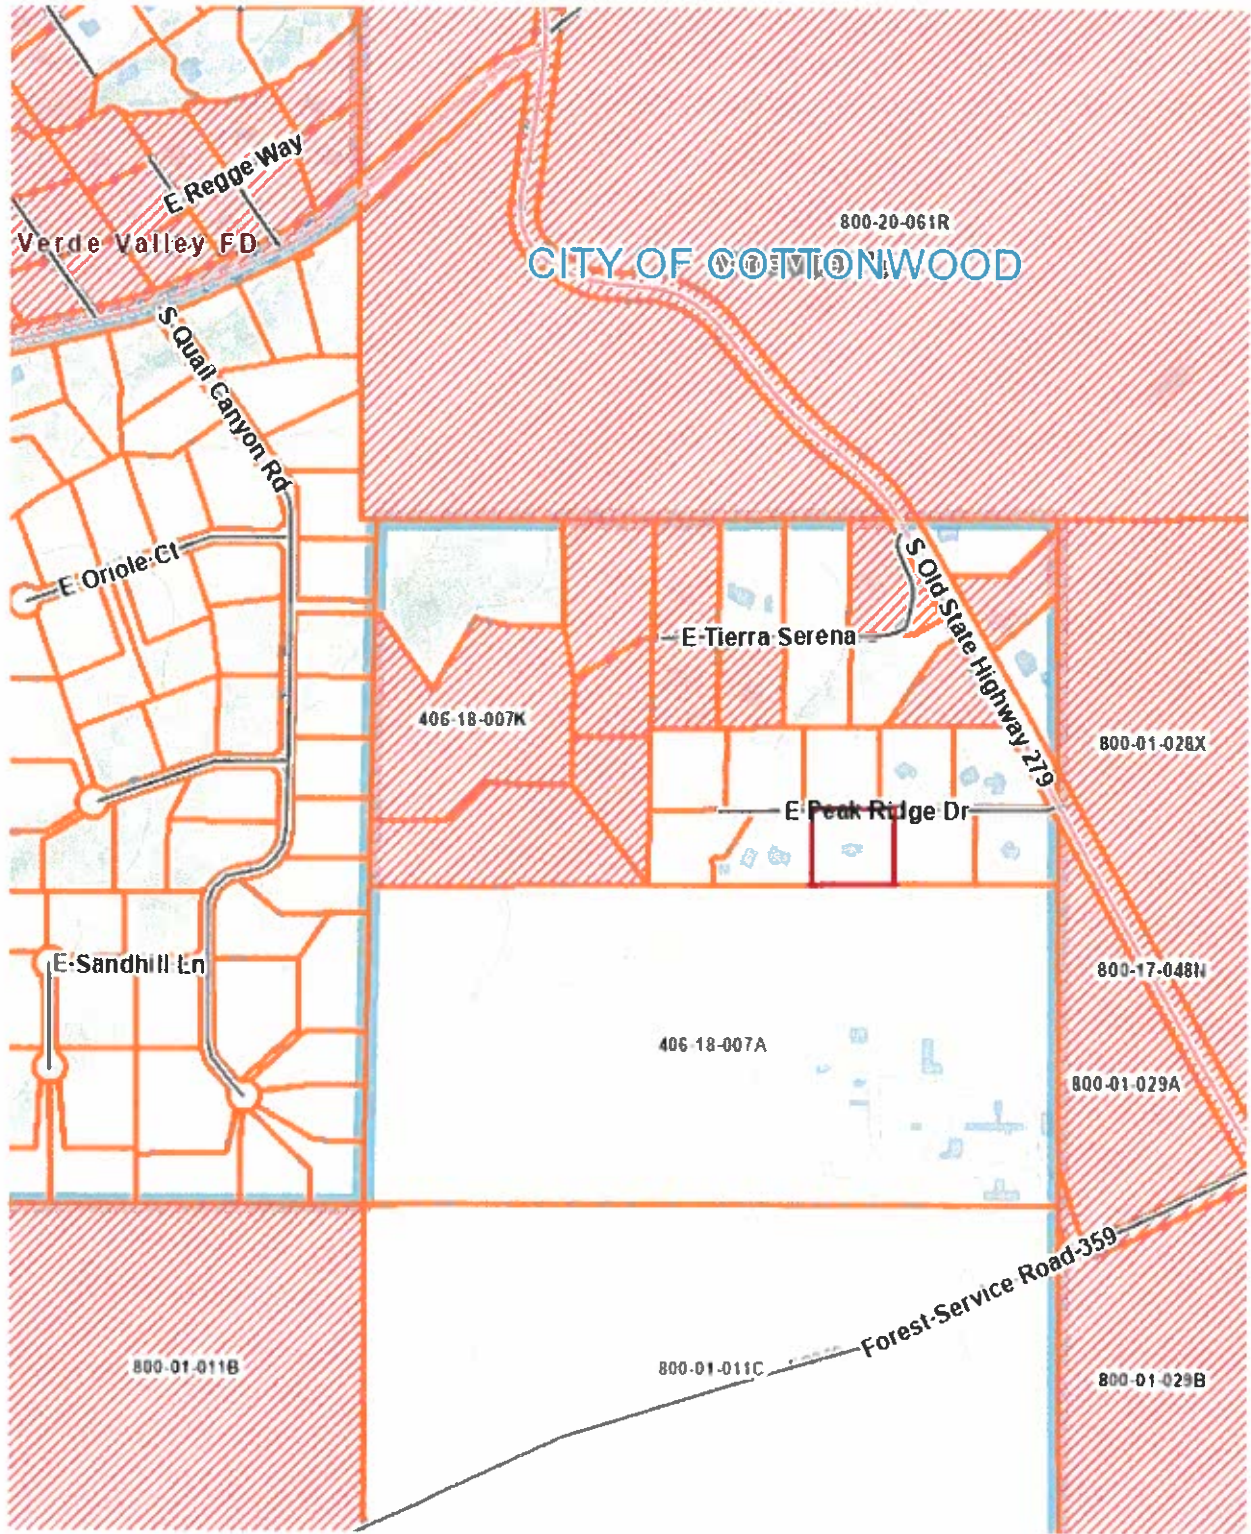 E Regge Way
Verde Valley FD
800-20-061R
CITY OF COTTONWOOD
S Quail Canyon Rd
E Oriole Ct
S Old State Highway 279
E Tierra Serena
406-18-007K
800-01-028X
E Peak Ridge Dr
E Sandhill Ln
800-17-048N
406-18-007A
800-01-029A
Forest Service Road 359
800-01-011B
800-01-011C
800-01-029B